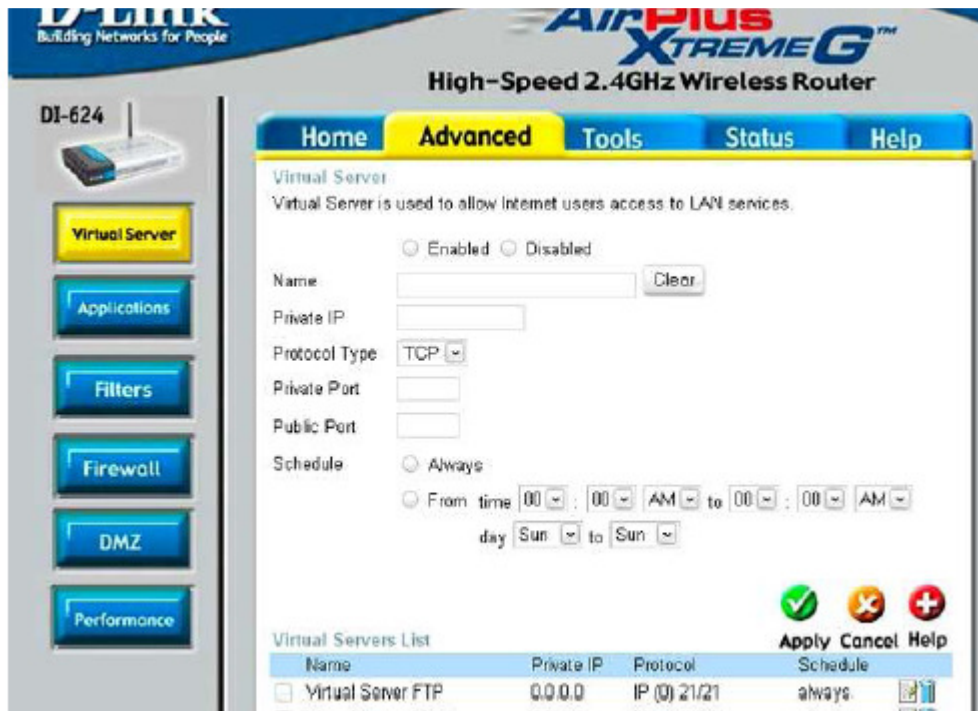 D-Link
Building Networks for People
AirPlus
XTREME G™
High-Speed 2.4GHz Wireless Router
DI-624
Home Advanced Tools Status Help
Virtual Server
Virtual Server is used to allow Internet users access to LAN services.
Enabled Disabled
Name Clear
Private IP
Protocol Type TCP
Private Port
Public Port
Schedule Always
From time 00 : 00 AM to 00 : 00 AM
day Sun to Sun
Virtual Server
Applications
Filters
Firewall
DMZ
Performance
Apply Cancel Help
Virtual Servers List
Name Private IP Protocol Schedule
Virtual Server FTP 0.0.0.0 IP (0) 21/21 always